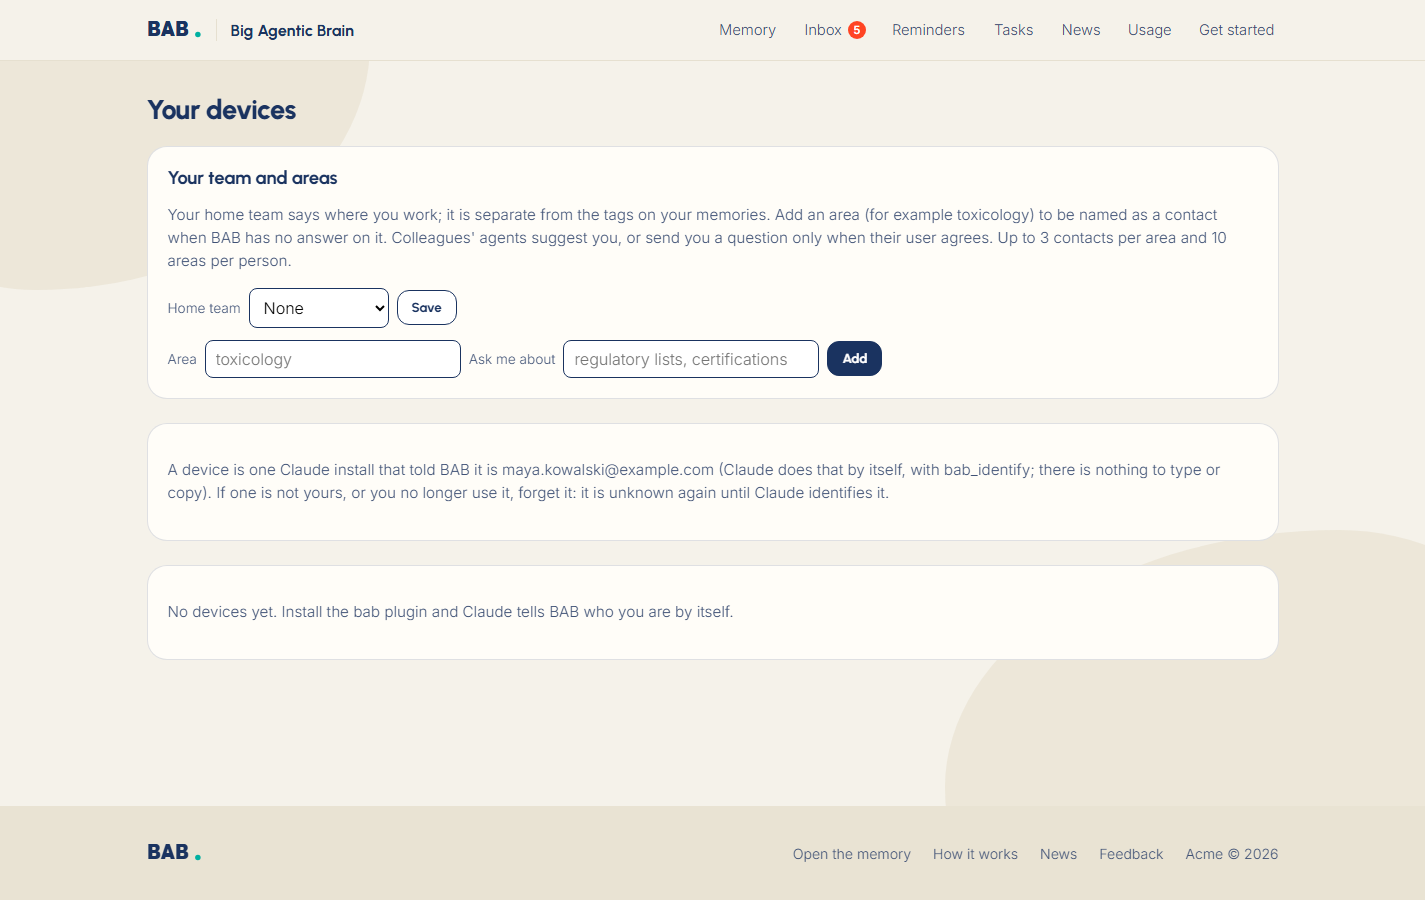 BAB. Big Agentic Brain
Memory Inbox 5 Reminders Tasks News Usage Get started
Your devices
Your team and areas
Your home team says where you work; it is separate from the tags on your memories. Add an area (for example toxicology) to be named as a contact
when BAB has no answer on it. Colleagues' agents suggest you, or send you a question only when their user agrees. Up to 3 contacts per area and 10
areas per person.
Home team None Save
Area toxicology Ask me about regulatory lists, certifications Add
A device is one Claude install that told BAB it is maya.kowalski@example.com (Claude does that by itself, with bab_identify; there is nothing to type or
copy). If one is not yours, or you no longer use it, forget it: it is unknown again until Claude identifies it.
No devices yet. Install the bab plugin and Claude tells BAB who you are by itself.
BAB.
Open the memory How it works News Feedback Acme © 2026